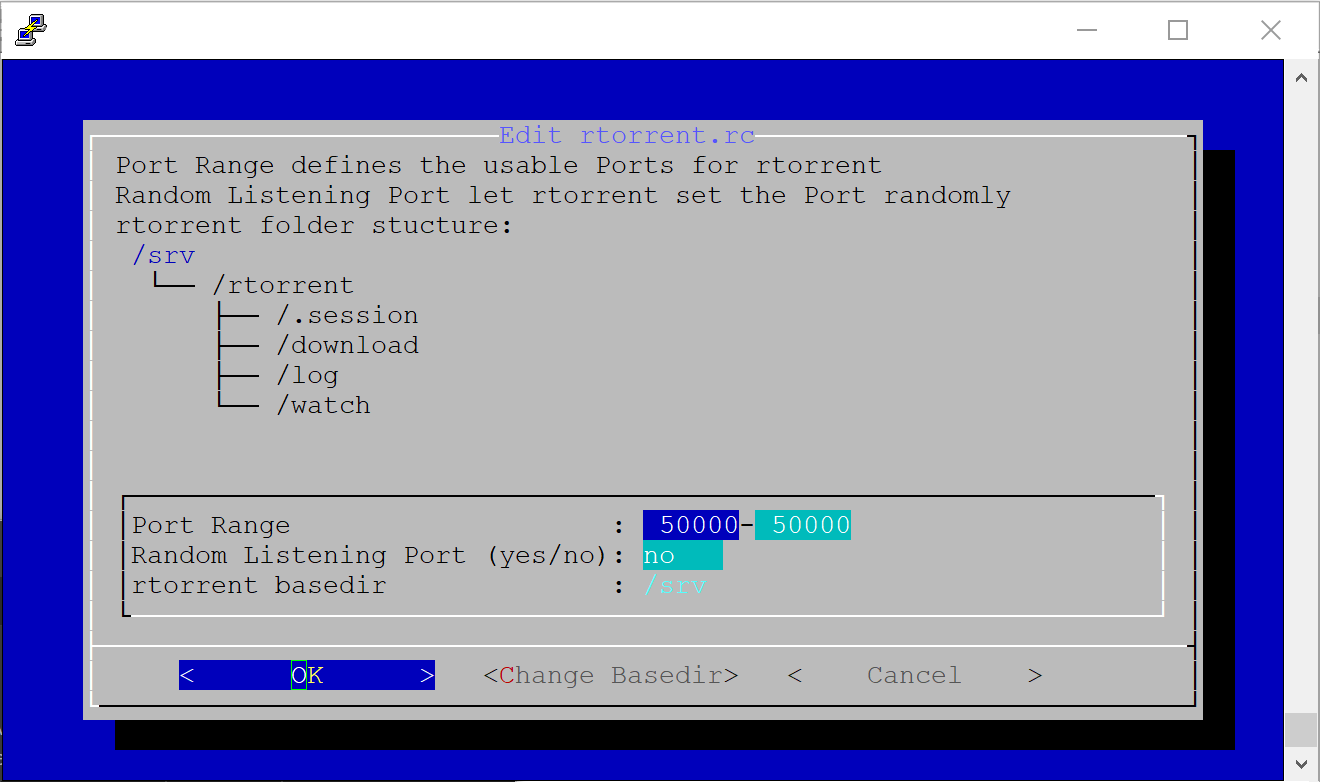 Edit rtorrent.rc
Port Range defines the usable Ports for rtorrent
Random Listening Port let rtorrent set the Port randomly
rtorrent folder stucture:
/srv
└── /rtorrent
├── /.session
├── /download
├── /log
└── /watch
Port Range : 50000- 50000
Random Listening Port (yes/no): no
rtorrent basedir : /srv
< OK > <Change Basedir> < Cancel >